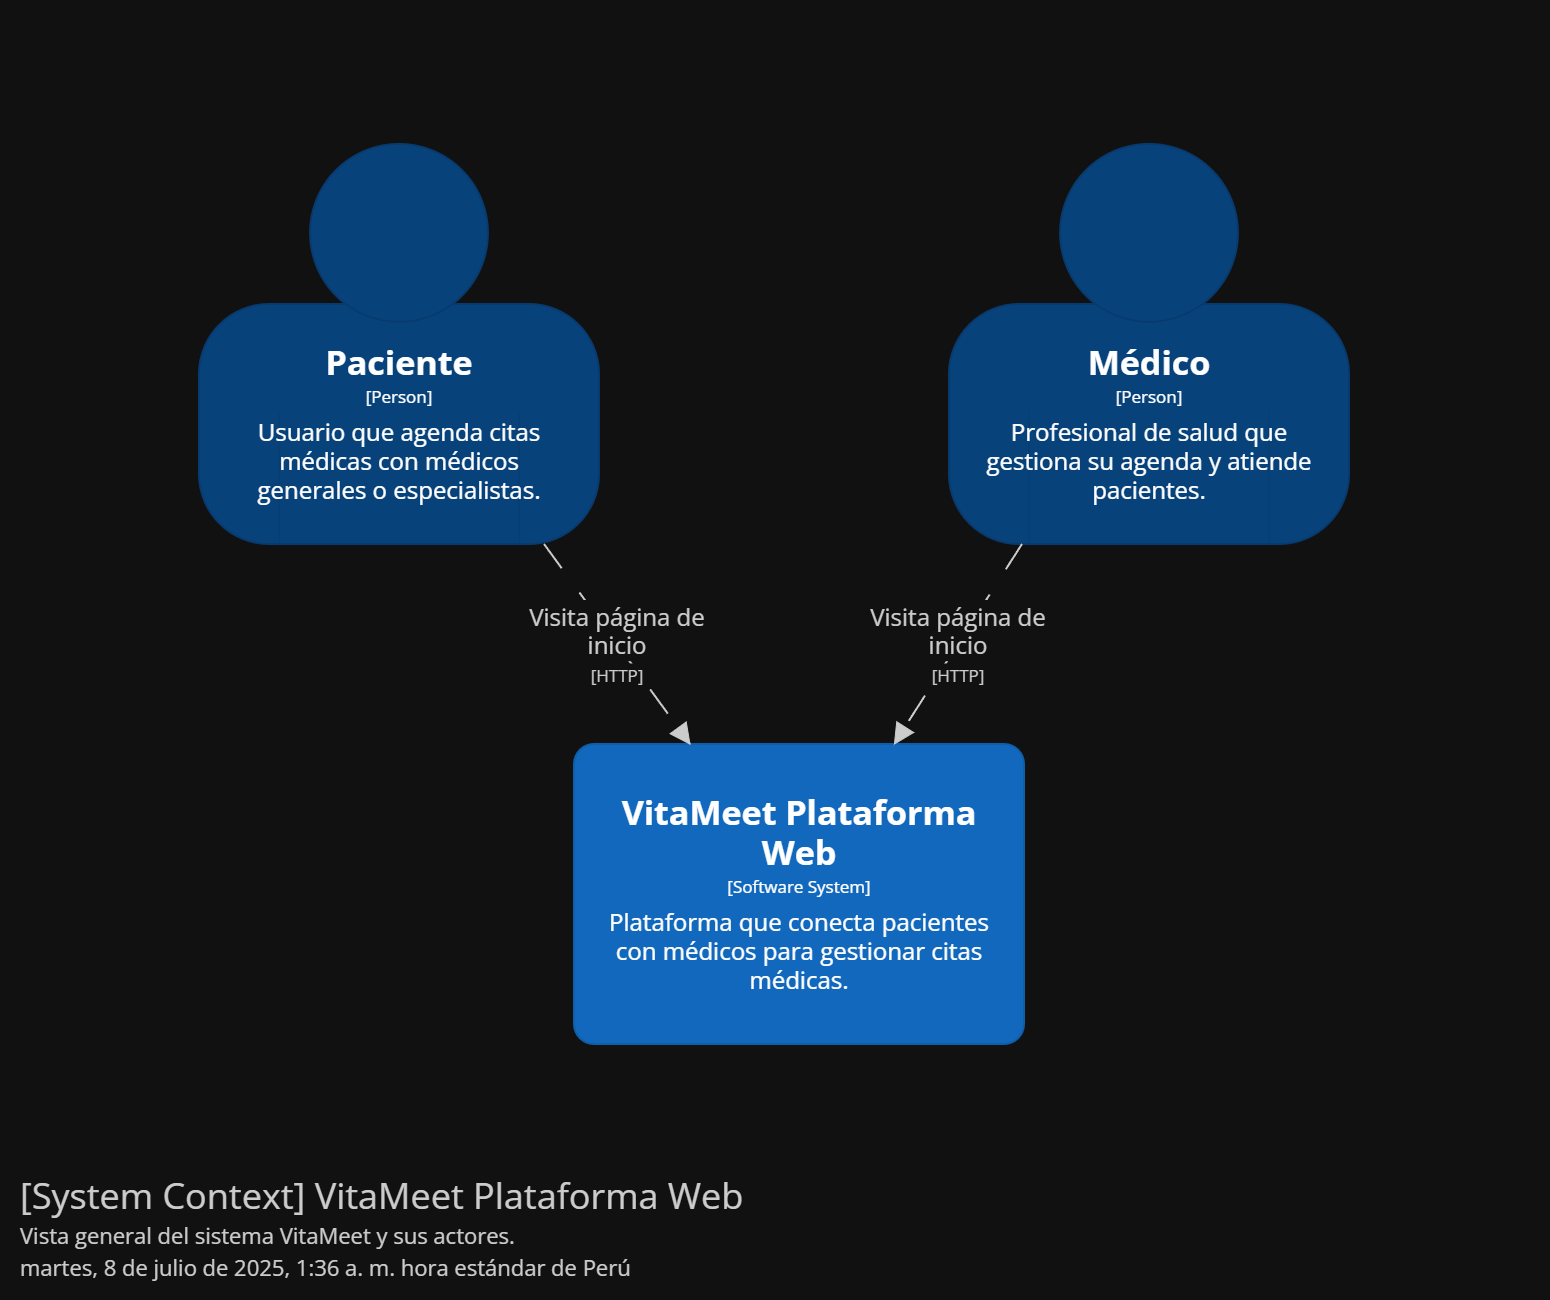 Paciente
[Person]
Usuario que agenda citas
médicas con médicos
generales o especialistas.
Médico
[Person]
Profesional de salud que
gestiona su agenda y atiende
pacientes.
Visita página de
inicio
[HTTP]
Visita página de
inicio
[HTTP]
VitaMeet Plataforma
Web
[Software System]
Plataforma que conecta pacientes
con médicos para gestionar citas
médicas.
[System Context] VitaMeet Plataforma Web
Vista general del sistema VitaMeet y sus actores.
martes, 8 de julio de 2025, 1:36 a. m. hora estándar de Perú